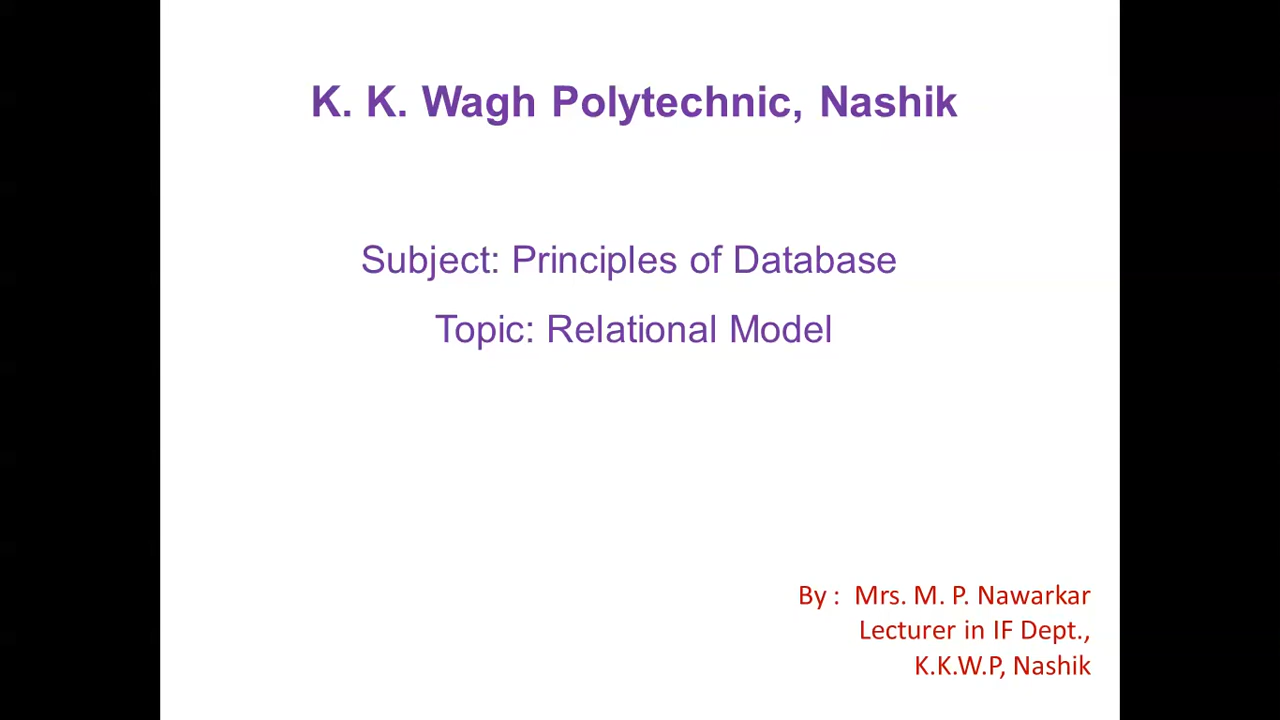 K. K. Wagh Polytechnic, Nashik
Subject: Principles of Database
Topic: Relational Model
By : Mrs. M. P. Nawarkar
Lecturer in IF Dept.,
K.K.W.P, Nashik